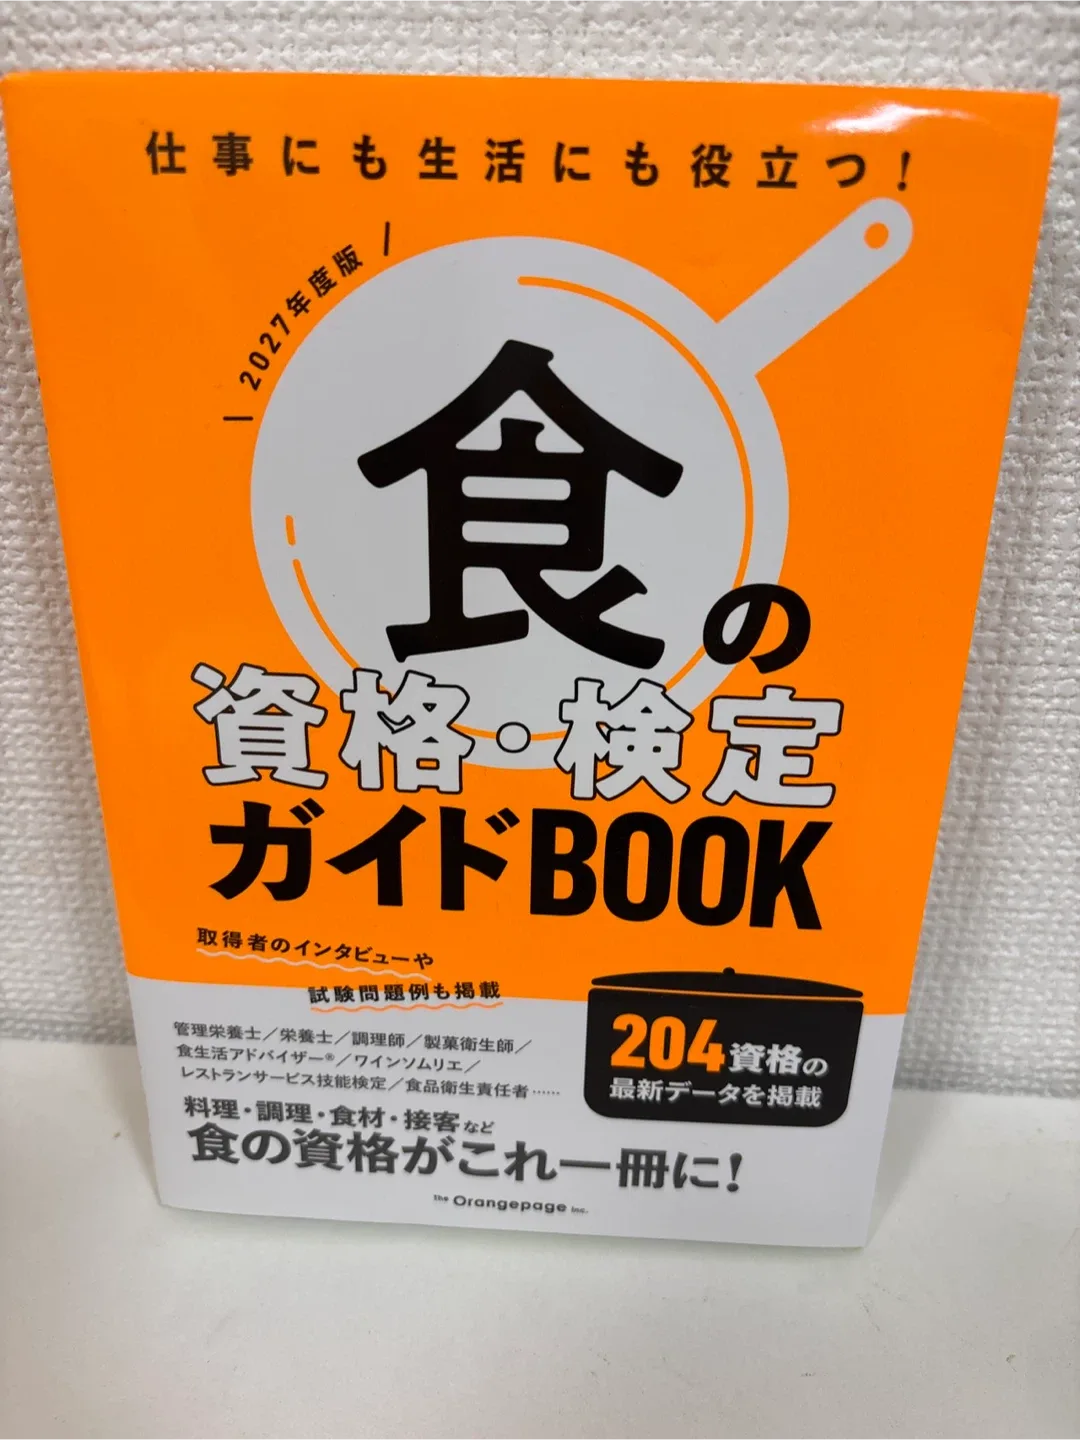 仕事にも生活にも役立つ!
2027年度版
食の
資格・検定
ガイドBOOK
取得者のインタビューや
試験問題例も掲載
管理栄養士/栄養士/調理師/製菓衛生師/
食生活アドバイザー®/ワインソムリエ/
レストランサービス技能検定/食品衛生責任者……
料理・調理・食材・接客など
食の資格がこれ一冊に!
204資格の
最新データを掲載
the Orangepage inc.